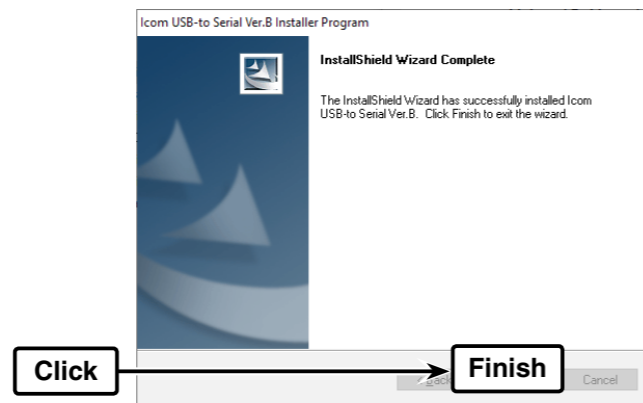 Icom USB-to Serial Ver.B Installer Program
InstallShield Wizard Complete
The InstallShield Wizard has successfully installed Icom
USB-to Serial Ver.B. Click Finish to exit the wizard.
Click
Finish
Cancel